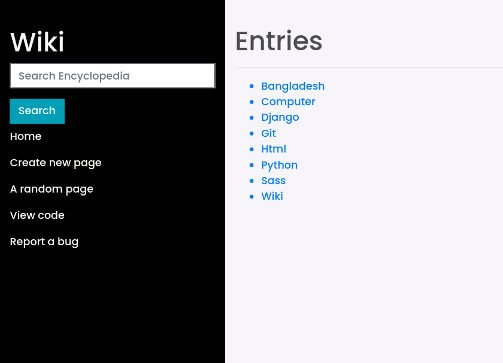 Wiki
Search Encyclopedia
Search
Home
Create new page
A random page
View code
Report a bug
Entries
Bangladesh
Computer
Django
Git
Html
Python
Sass
Wiki